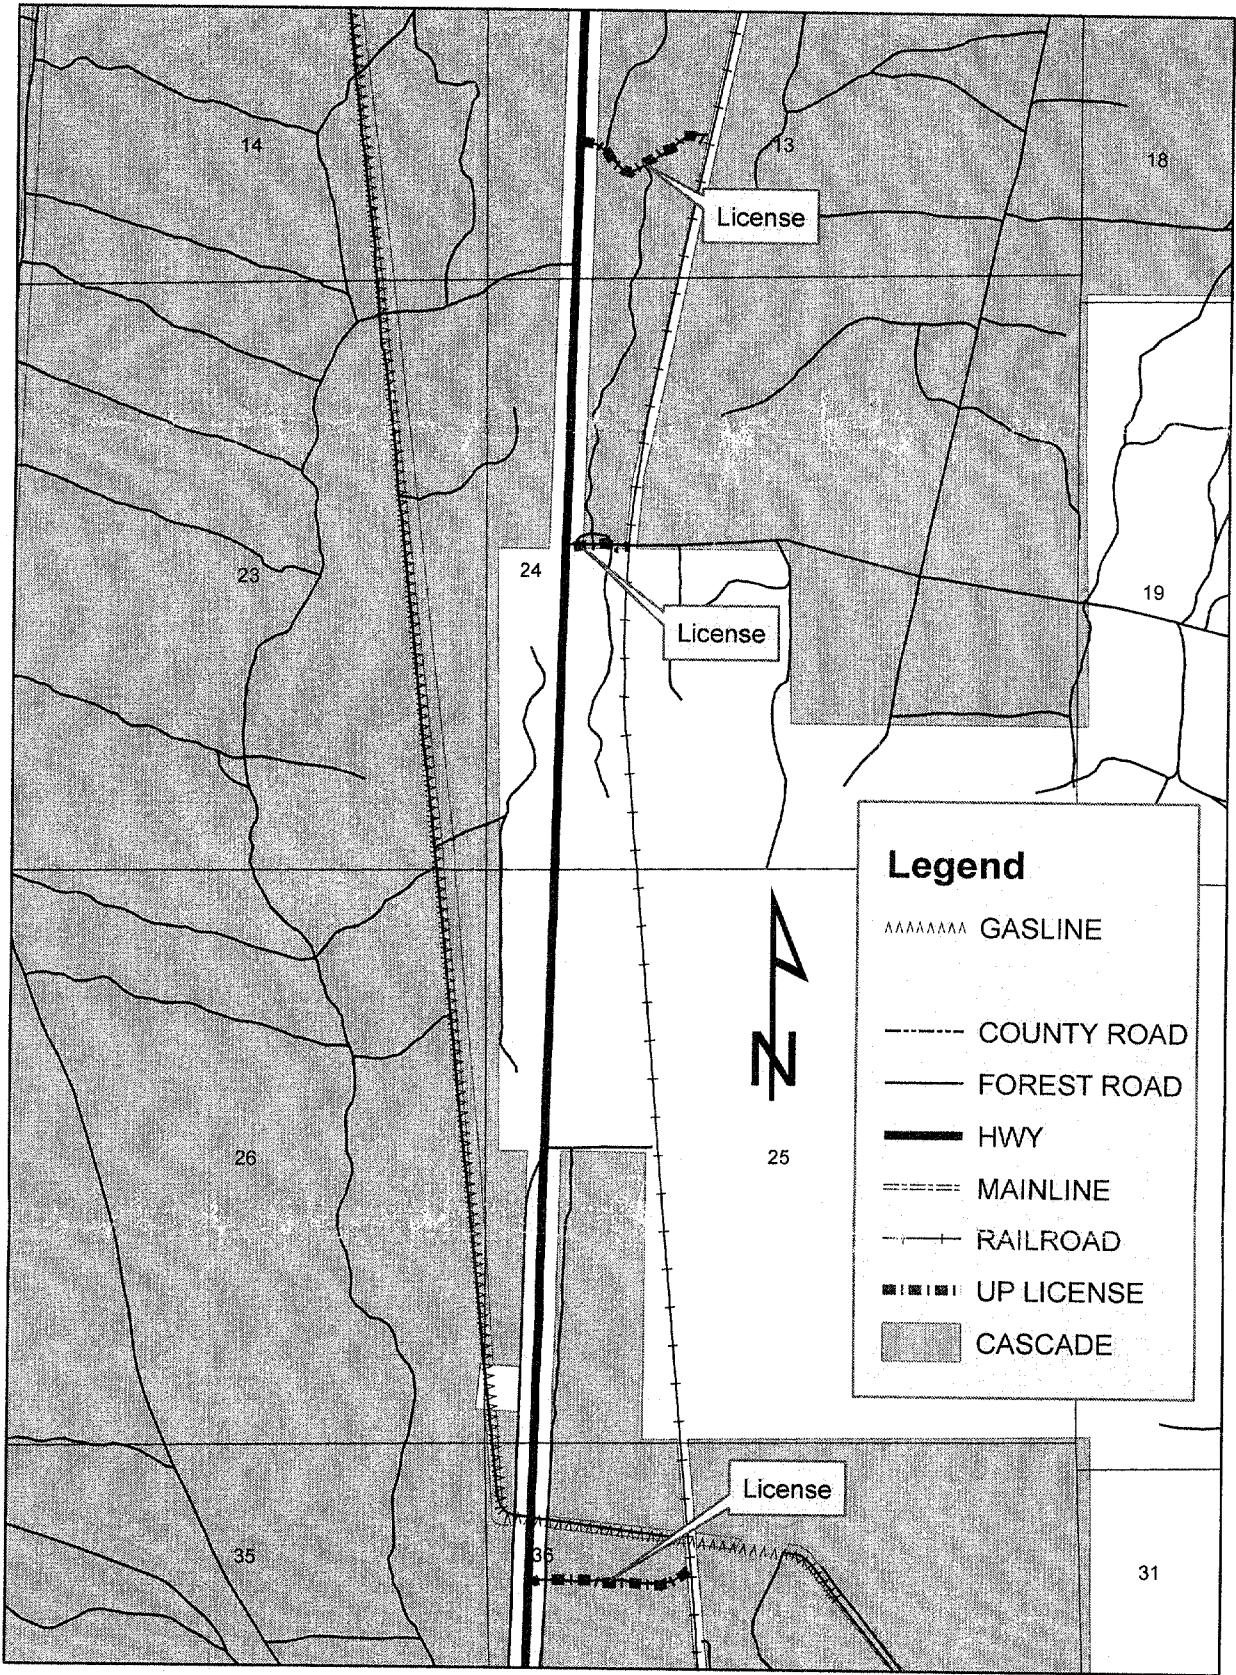 14
13
18
License
23
24
19
License
Legend
GASLINE
COUNTY ROAD
FOREST ROAD
HWY
MAINLINE
RAILROAD
UP LICENSE
CASCADE
N
26
25
License
35
36
31